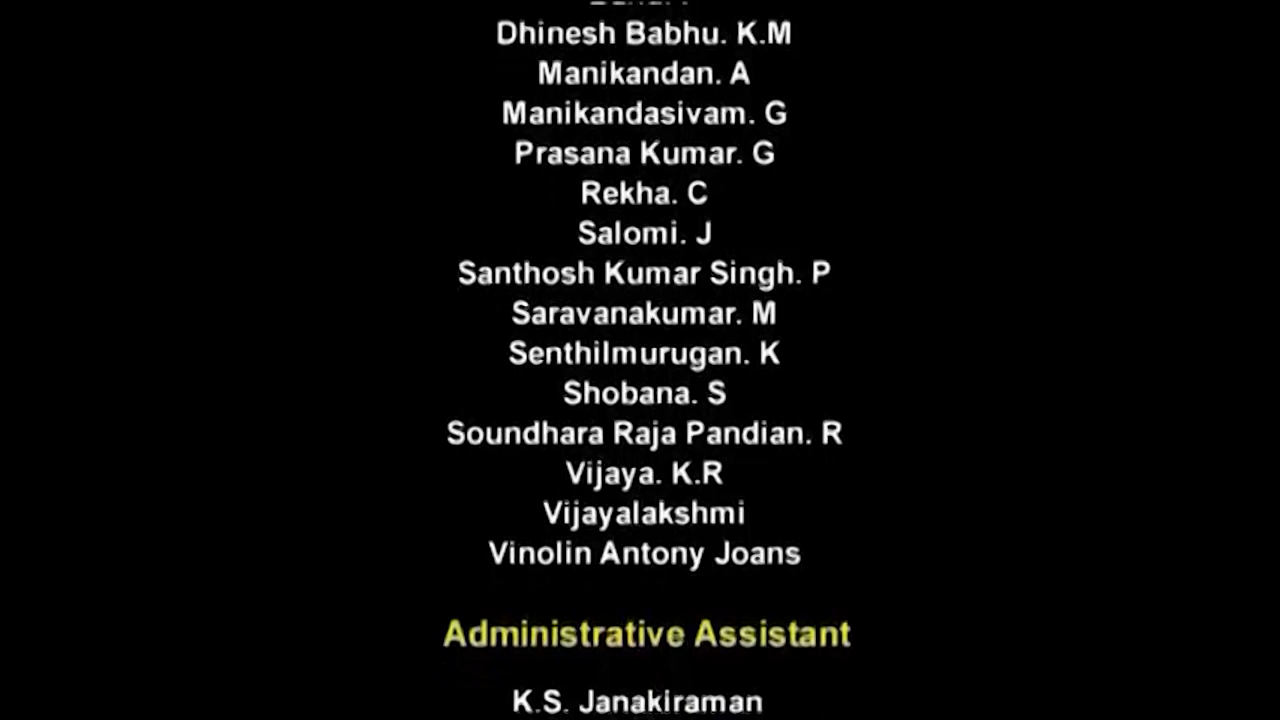 Dhinesh Babhu. K.M
Manikandan. A
Manikandasivam. G
Prasana Kumar. G
Rekha. C
Salomi. J
Santhosh Kumar Singh. P
Saravanakumar. M
Senthilmurugan. K
Shobana. S
Soundhara Raja Pandian. R
Vijaya. K.R
Vijayalakshmi
Vinolin Antony Joans
Administrative Assistant
K.S. Janakiraman